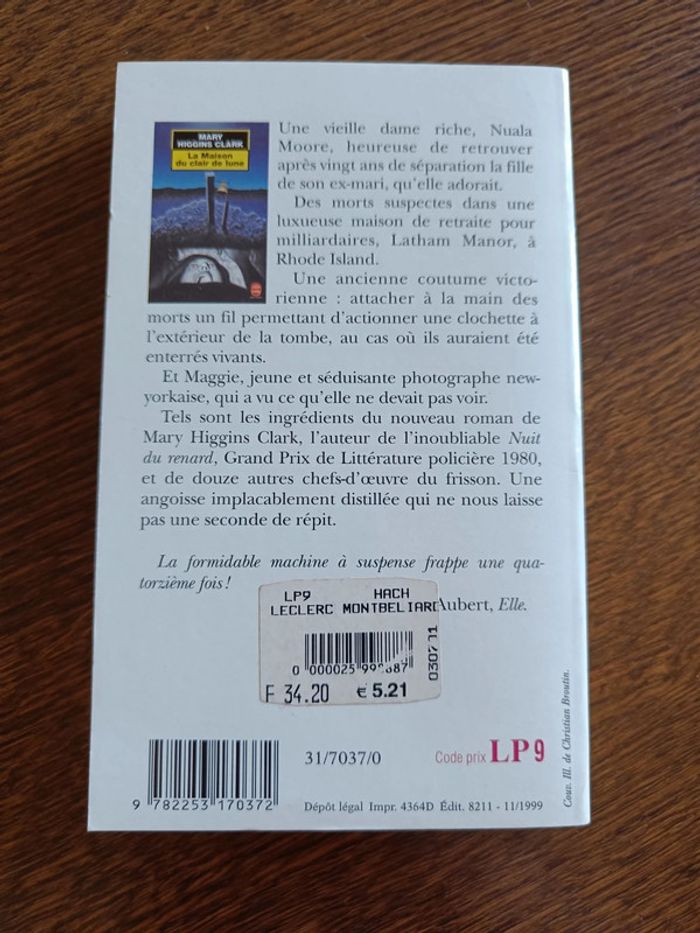 MARY
HIGGINS CLARK
La Maison
du clair de lune
Une vieille dame riche, Nuala
Moore, heureuse de retrouver
après vingt ans de séparation la fille
de son ex-mari, qu'elle adorait.
Des morts suspectes dans une
luxueuse maison de retraite pour
milliardaires, Latham Manor, à
Rhode Island.
Une ancienne coutume victo-
rienne : attacher à la main des
morts un fil permettant d'actionner une clochette à
l'extérieur de la tombe, au cas où ils auraient été
enterrés vivants.
Et Maggie, jeune et séduisante photographe new-
yorkaise, qui a vu ce qu'elle ne devait pas voir.
Tels sont les ingrédients du nouveau roman de
Mary Higgins Clark, l'auteur de l'inoubliable Nuit
du renard, Grand Prix de Littérature policière 1980,
et de douze autres chefs-d'œuvre du frisson. Une
angoisse implacablement distillée qui ne nous laisse
pas une seconde de répit.
La formidable machine à suspense frappe une qua-
torzième fois !
Aubert, Elle.
LP9 HACH
LECLERC MONTBELIARD
030701
F 34.20 € 5.21
31/7037/0
Code prix LP9
9 782253 170372
Dépôt légal Impr. 4364D Édit. 8211 - 11/1999
Couv. Ill. de Christian Broutin.